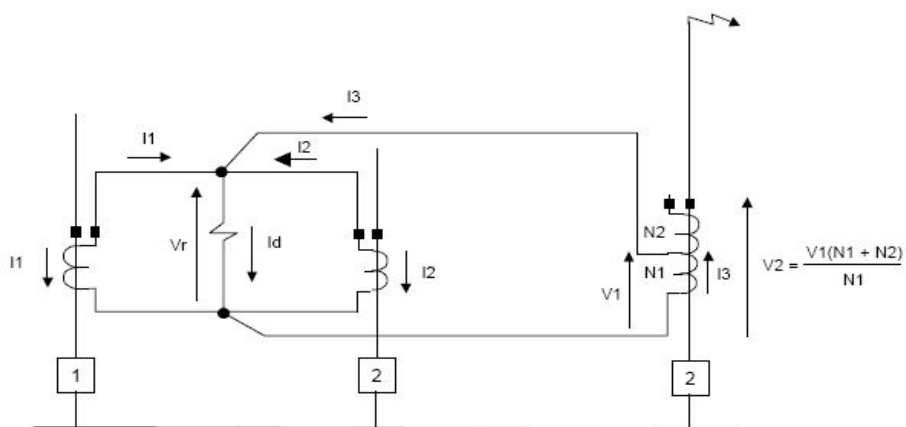 I3
I1
I2
I1
Vr
Id
I2
N2
N1
I3
V1
V2 = V1(N1 + N2)
N1
1
2
2